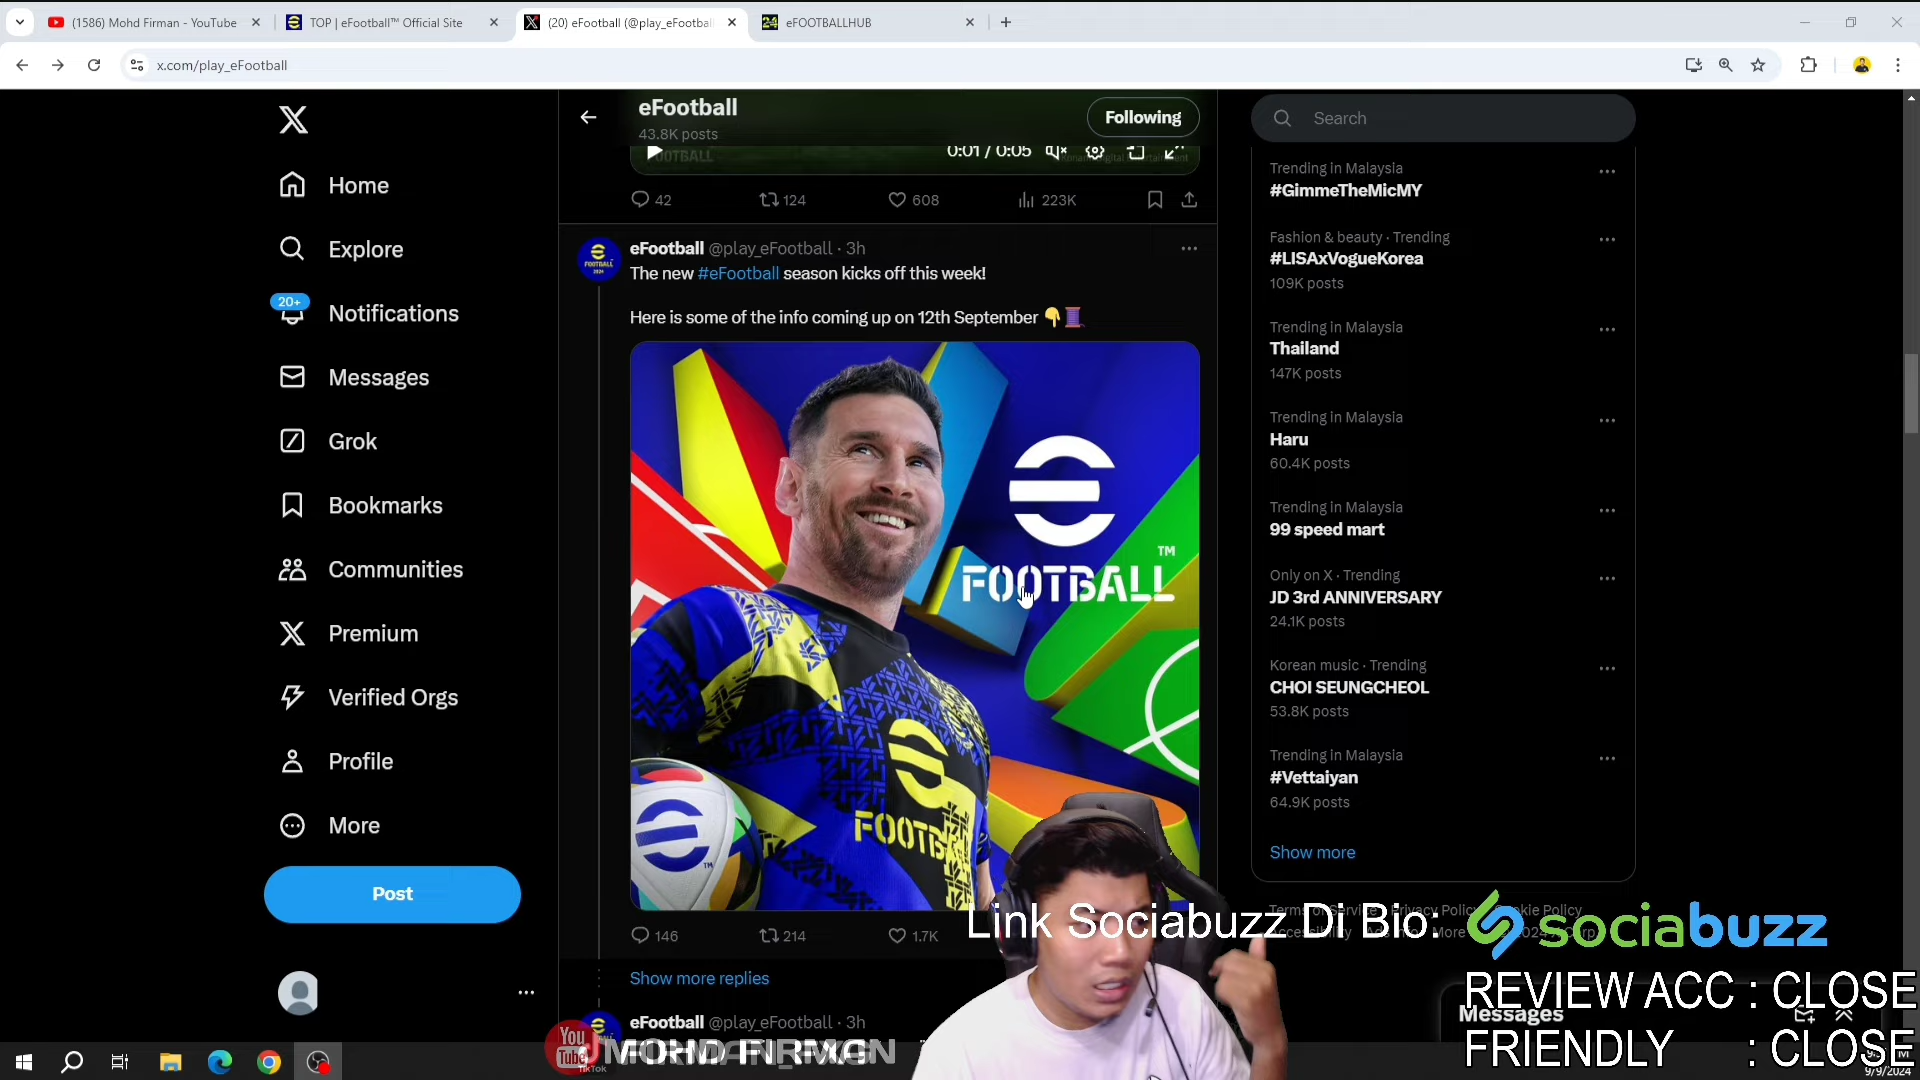 (1586) Mohd Firman - YouTube
TOP | eFootball™ Official Site
(20) eFootball (@play_eFootball
eFOOTBALLHUB
x.com/play_eFootball
Home
Explore
20+
Notifications
Messages
Grok
Bookmarks
Communities
Premium
Verified Orgs
Profile
More
Post
eFootball
43.8K posts
Following
0:01 / 0:05
42
124
608
223K
eFootball @play_eFootball · 3h
The new #eFootball season kicks off this week!
Here is some of the info coming up on 12th September 👇🧵
FOOTBALL
TM
146
214
1.7K
Show more replies
eFootball @play_eFootball · 3h
Search
Trending in Malaysia
#GimmeTheMicMY
Fashion & beauty · Trending
#LISAxVogueKorea
109K posts
Trending in Malaysia
Thailand
147K posts
Trending in Malaysia
Haru
60.4K posts
Trending in Malaysia
99 speed mart
Only on X · Trending
JD 3rd ANNIVERSARY
24.1K posts
Korean music · Trending
CHOI SEUNGCHEOL
53.8K posts
Trending in Malaysia
#Vettaiyan
64.9K posts
Show more
Link Sociabuzz Di Bio:
sociabuzz
REVIEW ACC : CLOSE
Messages
FRIENDLY : CLOSE
You
Tube
9/9/2024